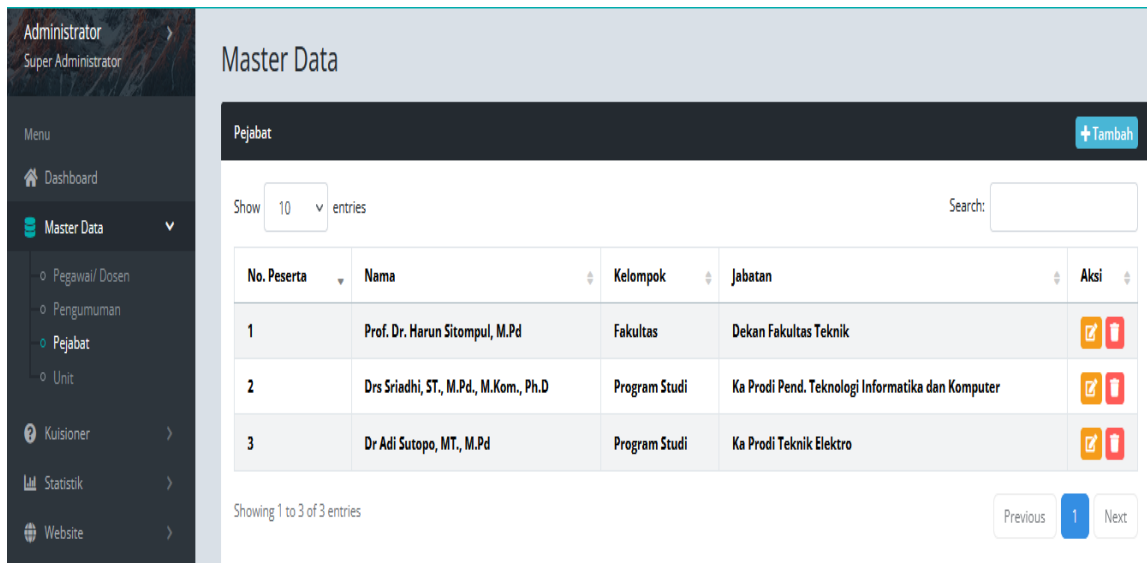 Administrator
Super Administrator
Menu
Dashboard
Master Data
Pegawai/ Dosen
Pengumuman
Pejabat
Unit
Kuisioner
Statistik
Website
Master Data
Pejabat
+ Tambah
Show 10 entries
Search:
No. Peserta Nama Kelompok Jabatan Aksi
1 Prof. Dr. Harun Sitompul, M.Pd Fakultas Dekan Fakultas Teknik
2 Drs Sriadhi, ST., M.Pd., M.Kom., Ph.D Program Studi Ka Prodi Pend. Teknologi Informatika dan Komputer
3 Dr Adi Sutopo, MT., M.Pd Program Studi Ka Prodi Teknik Elektro
Showing 1 to 3 of 3 entries
Previous 1 Next